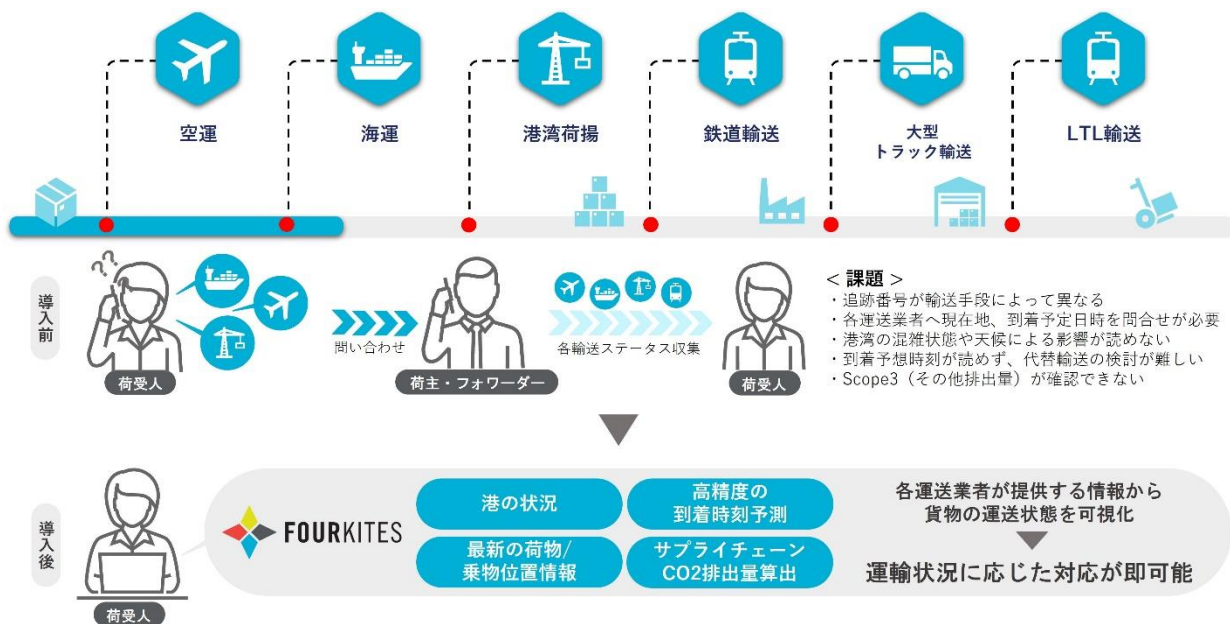 空運
海運
港湾荷揚
鉄道輸送
大型
トラック輸送
LTL輸送
導入前
??
荷受人
問い合わせ
荷主・フォワーダー
各輸送ステータス収集
荷受人
< 課題 >
・追跡番号が輸送手段によって異なる
・各運送業者へ現在地、到着予定日時を問合せが必要
・港湾の混雑状態や天候による影響が読めない
・到着予想時刻が読めず、代替輸送の検討が難しい
・Scope3（その他排出量）が確認できない
導入後
荷受人
FOURKITES
港の状況
高精度の
到着時刻予測
最新の荷物/
乗物位置情報
サプライチェーン
CO2排出量算出
各運送業者が提供する情報から
貨物の運送状態を可視化
運輸状況に応じた対応が即可能